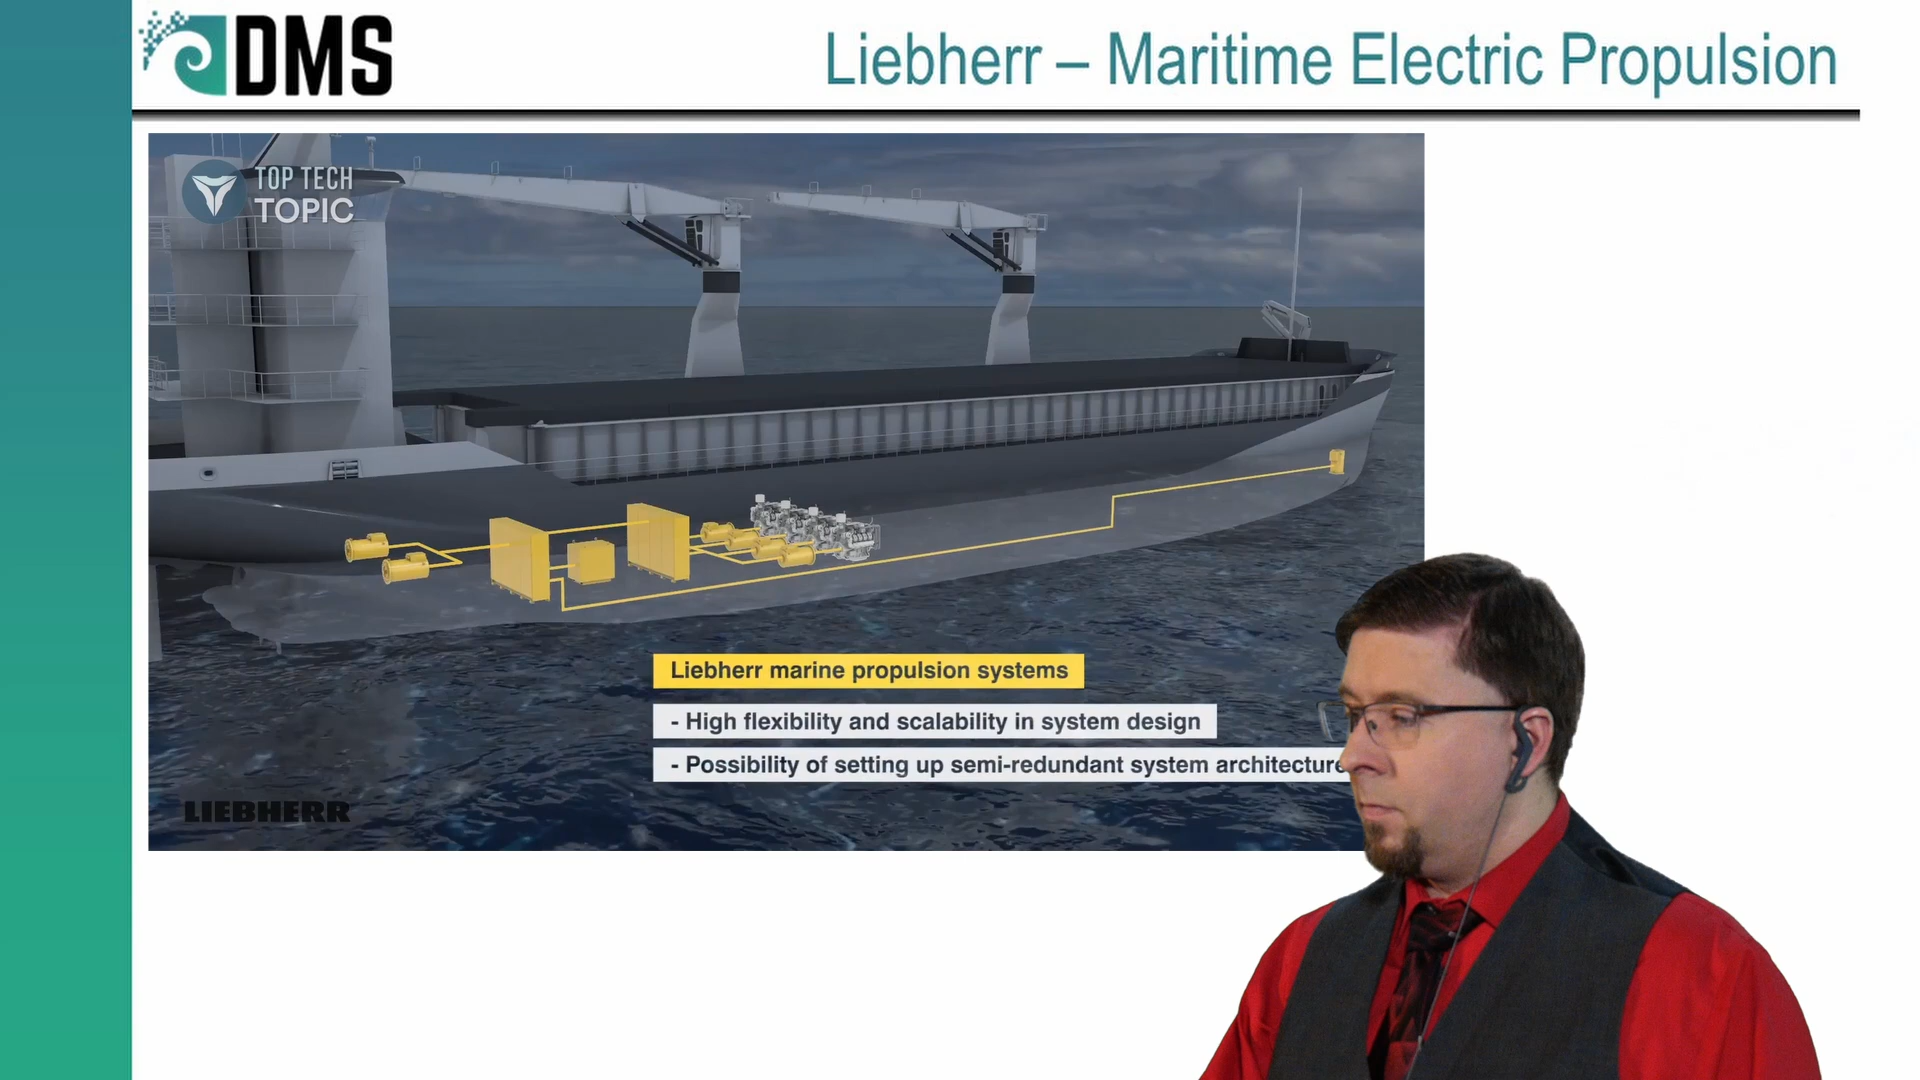 DMS
Liebherr – Maritime Electric Propulsion
TOP TECH
TOPIC
Liebherr marine propulsion systems
- High flexibility and scalability in system design
- Possibility of setting up semi-redundant system architecture
LIEBHERR